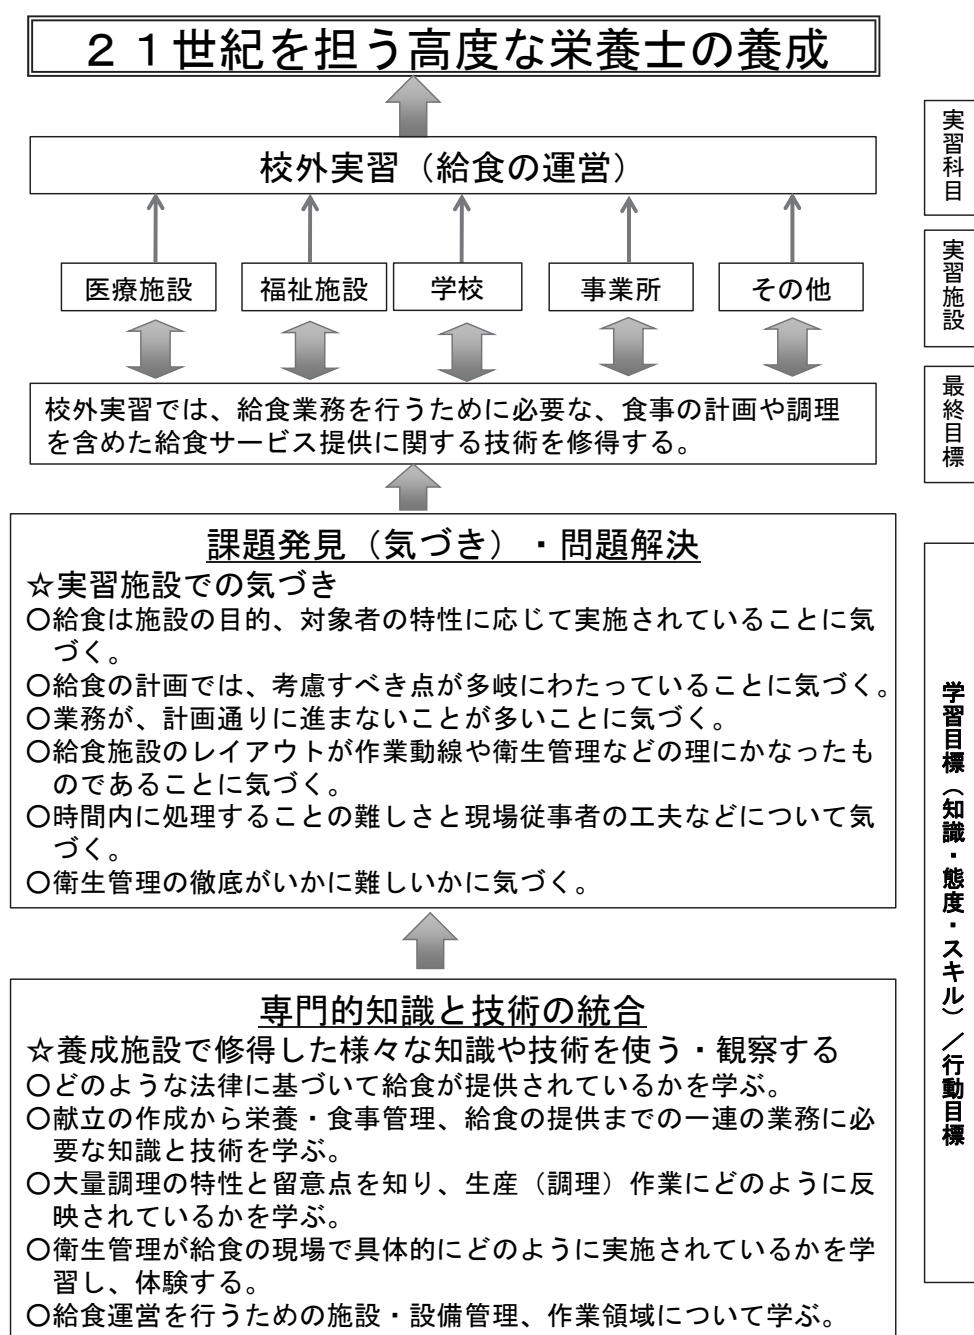 ２１世紀を担う高度な栄養士の養成
校外実習（給食の運営）
医療施設
福祉施設
学校
事業所
その他
校外実習では、給食業務を行うために必要な、食事の計画や調理
を含めた給食サービス提供に関する技術を修得する。
課題発見（気づき）・問題解決
☆実習施設での気づき
〇給食は施設の目的、対象者の特性に応じて実施されていることに気
づく。
〇給食の計画では、考慮すべき点が多岐にわたっていることに気づく。
〇業務が、計画通りに進まないことが多いことに気づく。
〇給食施設のレイアウトが作業動線や衛生管理などの理にかなったも
のであることに気づく。
〇時間内に処理することの難しさと現場従事者の工夫などについて気
づく。
〇衛生管理の徹底がいかに難しいかに気づく。
専門的知識と技術の統合
☆養成施設で修得した様々な知識や技術を使う・観察する
〇どのような法律に基づいて給食が提供されているかを学ぶ。
〇献立の作成から栄養・食事管理、給食の提供までの一連の業務に必
要な知識と技術を学ぶ。
〇大量調理の特性と留意点を知り、生産（調理）作業にどのように反
映されているかを学ぶ。
〇衛生管理が給食の現場で具体的にどのように実施されているかを学
習し、体験する。
〇給食運営を行うための施設・設備管理、作業領域について学ぶ。
実習科目
実習施設
最終目標
学習目標（知識・態度・スキル）／行動目標